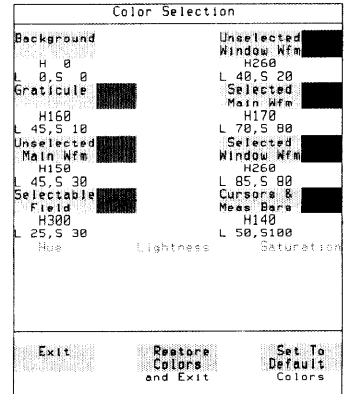 Color Selection
Background
H 0
L 0,S 0
Unselected
Window Wfm
H260
L 40,S 20
Graticule
H160
L 45,S 10
Selected
Main Wfm
H170
L 70,S 80
Unselected
Main Wfm
H150
L 45,S 30
Selected
Window Wfm
H260
L 85,S 80
Selectable
Field
H300
L 25,S 30
Cursors &
Meas Bars
H140
L 50,S100
Hue Lightness Saturation
Exit
Restore
Colors
and Exit
Set To
Default
Colors